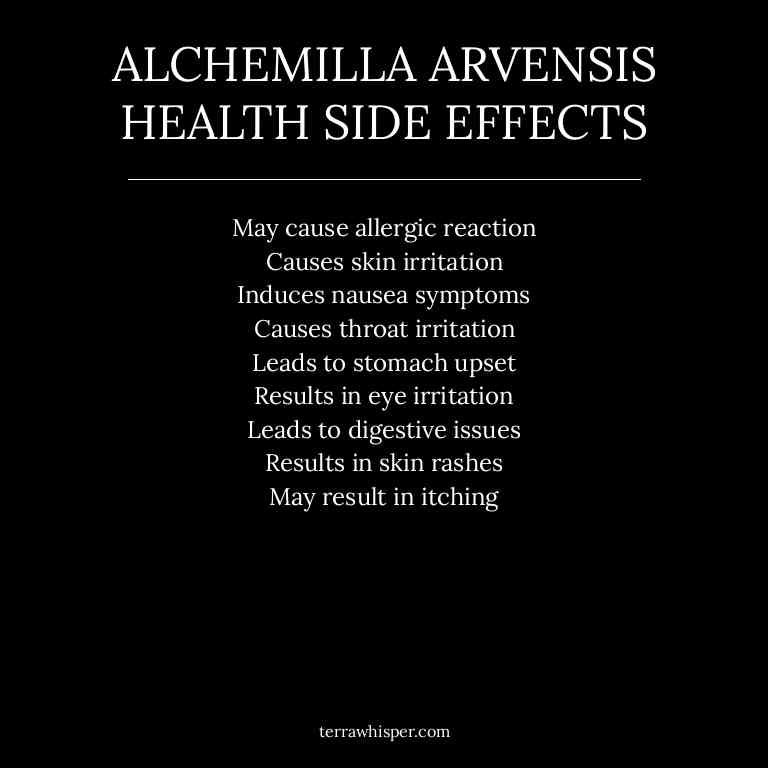 ALCHEMILLA ARVENSIS
HEALTH SIDE EFFECTS
May cause allergic reaction
Causes skin irritation
Induces nausea symptoms
Causes throat irritation
Leads to stomach upset
Results in eye irritation
Leads to digestive issues
Results in skin rashes
May result in itching
terrawhisper.com